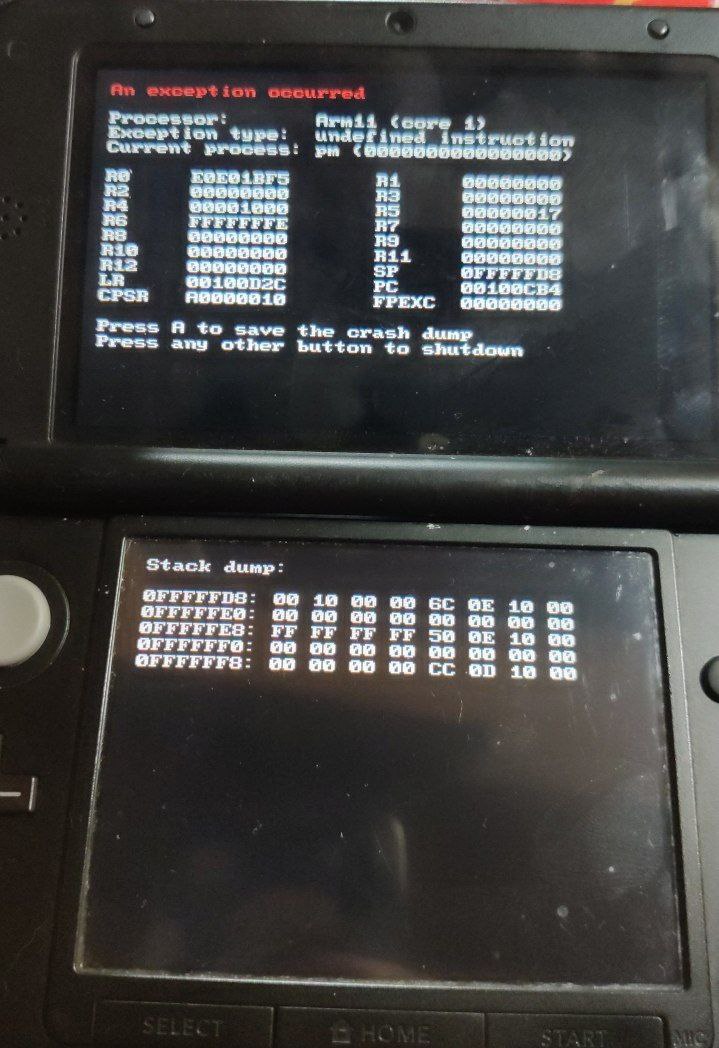 An exception occurred
Processor: Arm11 (core 1)
Exception type: undefined instruction
Current process: pm (0000000000000000)
R0 E0E01BF5 R1 00000000
R2 00000000 R3 00000000
R4 00001000 R5 00000017
R6 FFFFFFFE R7 00000000
R8 00000000 R9 00000000
R10 00000000 R11 00000000
R12 00000000 SP 0FFFFFD8
LR 00100D2C PC 00100CB4
CPSR A0000010 FPEXC 00000000
Press A to save the crash dump
Press any other button to shutdown
Stack dump:
0FFFFFD8: 00 10 00 00 6C 0E 10 00
0FFFFFE0: 00 00 00 00 00 00 00 00
0FFFFFE8: FF FF FF FF 50 0E 10 00
0FFFFFF0: 00 00 00 00 00 00 00 00
0FFFFFF8: 00 00 00 00 CC 0D 10 00
SELECT HOME START MIC